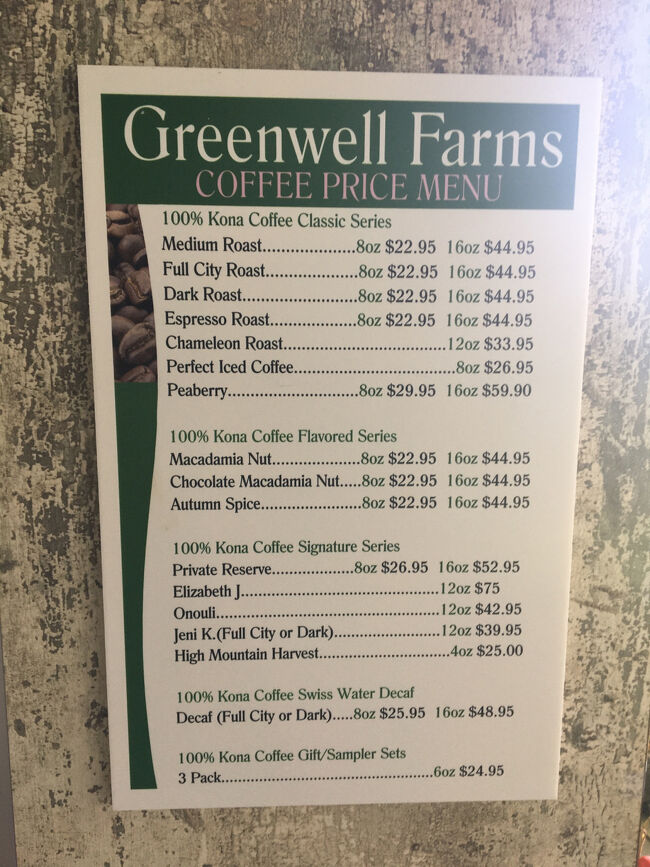 Greenwell Farms
COFFEE PRICE MENU
100% Kona Coffee Classic Series
Medium Roast.....................8oz $22.95 16oz $44.95
Full City Roast.....................8oz $22.95 16oz $44.95
Dark Roast..........................8oz $22.95 16oz $44.95
Espresso Roast....................8oz $22.95 16oz $44.95
Chameleon Roast.....................................12oz $33.95
Perfect Iced Coffee.....................................8oz $26.95
Peaberry..............................8oz $29.95 16oz $59.90
100% Kona Coffee Flavored Series
Macadamia Nut....................8oz $22.95 16oz $44.95
Chocolate Macadamia Nut.....8oz $22.95 16oz $44.95
Autumn Spice.......................8oz $22.95 16oz $44.95
100% Kona Coffee Signature Series
Private Reserve...................8oz $26.95 16oz $52.95
Elizabeth J.............................................12oz $75
Onouli...................................................12oz $42.95
Jeni K.(Full City or Dark)........................12oz $39.95
High Mountain Harvest..............................4oz $25.00
100% Kona Coffee Swiss Water Decaf
Decaf (Full City or Dark).....8oz $25.95 16oz $48.95
100% Kona Coffee Gift/Sampler Sets
3 Pack................................................6oz $24.95